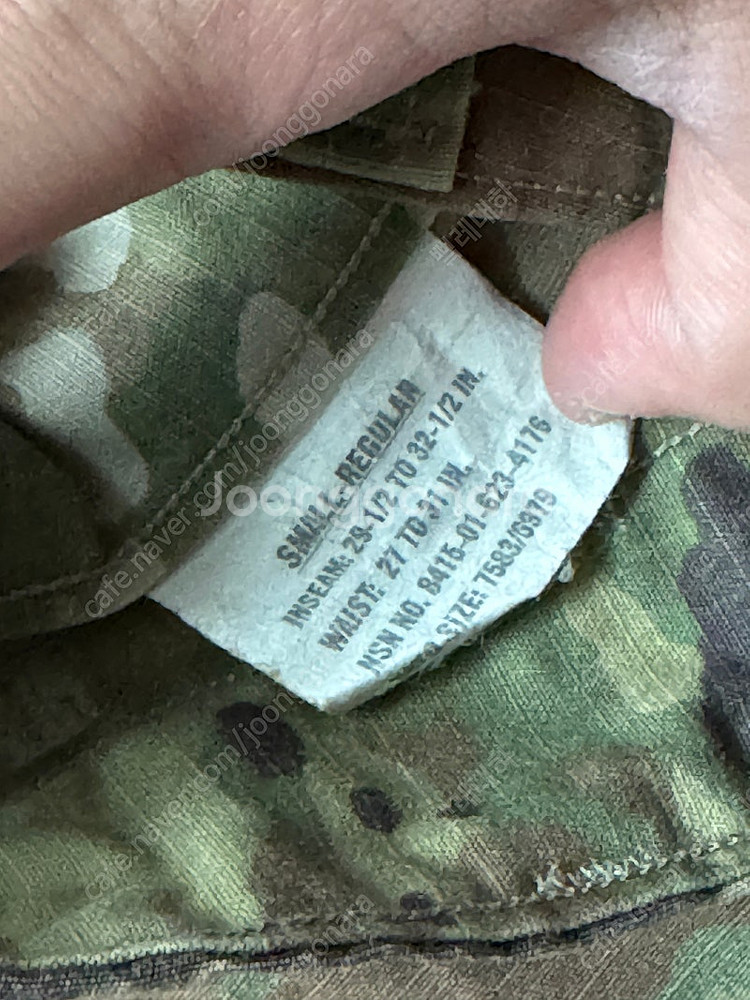 SMALL-REGULAR
INSEAM: 29-1/2 TO 32-1/2 IN.
WAIST: 27 TO 31 IN.
NSN NO. 8415-01-623-4176
SIZE: 7583/6979
Joonggonara
cafe.naver.com/joonggonara